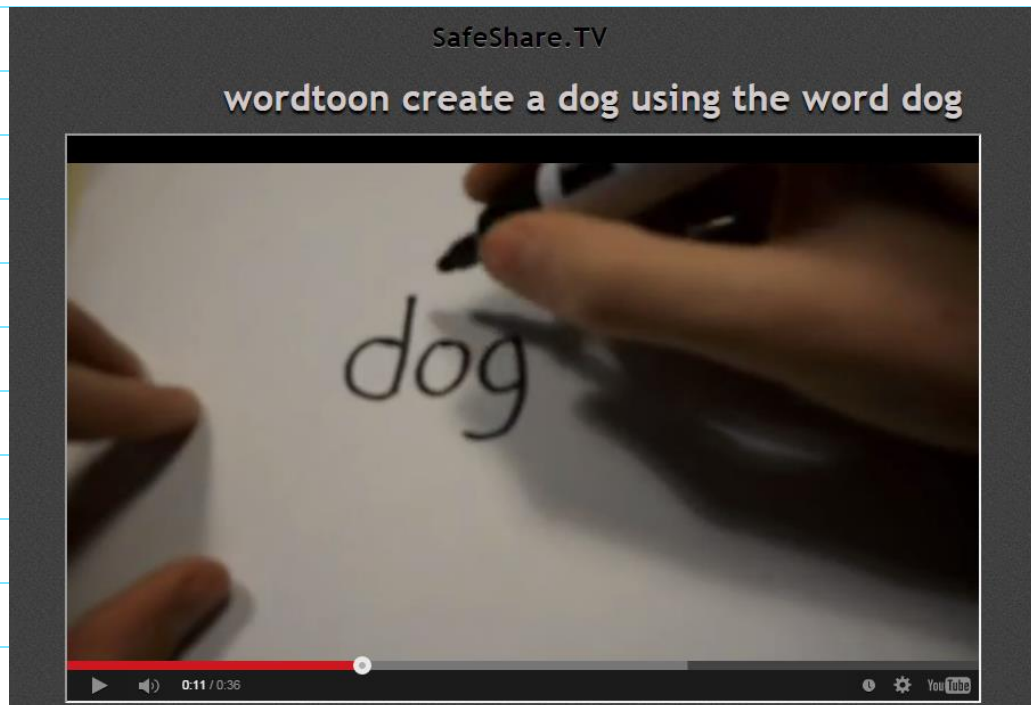 SafeShare.TV
wordtoon create a dog using the word dog
dog
0:11 / 0:36
YouTube